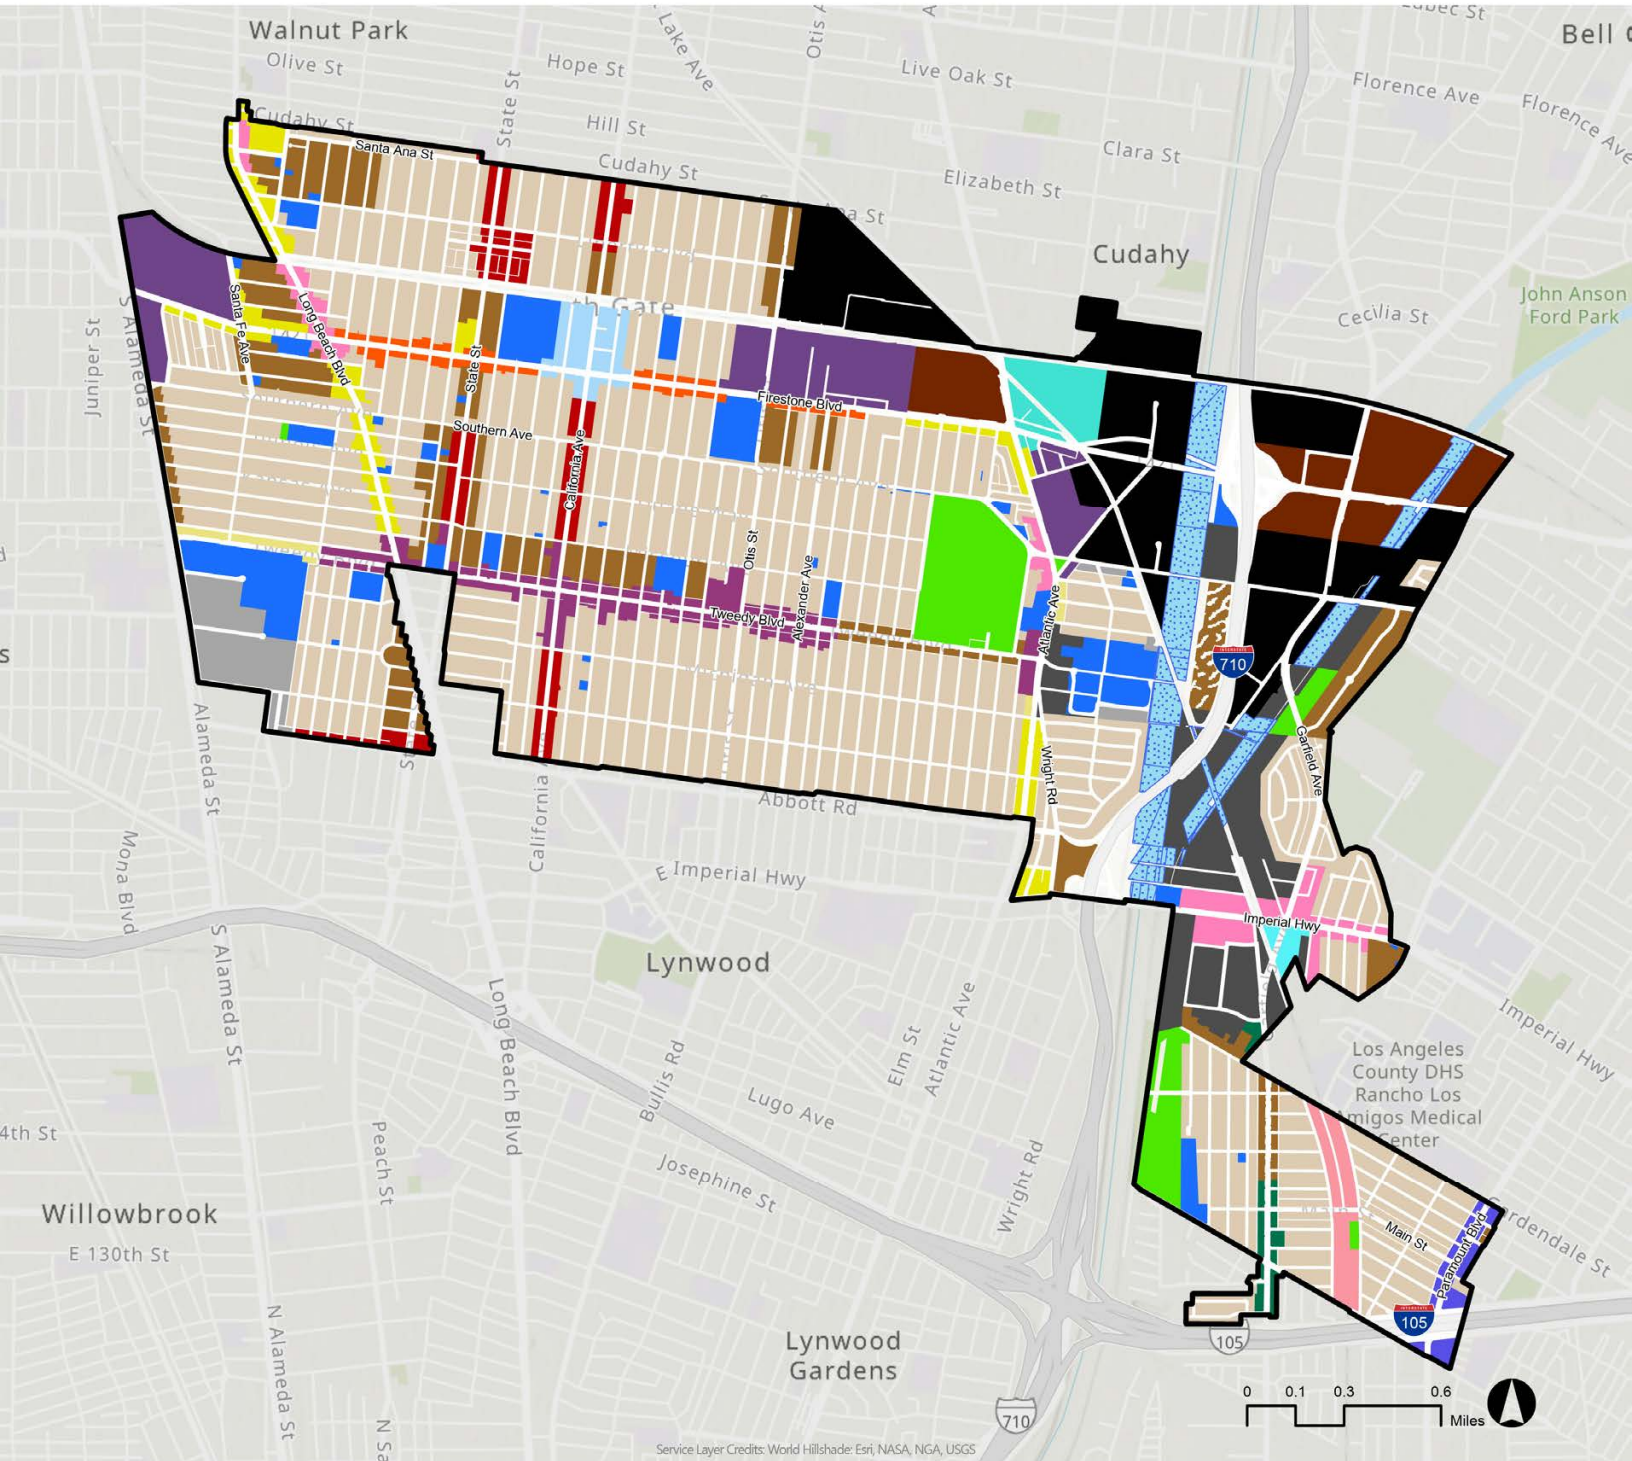 Walnut Park
Olive St
Hope St
Lake Ave
Live Oak St
Florence Ave
Florence Ave
Cudahy St
State St
Hill St
Clara St
Santa Ana St
Cudahy St
Elizabeth St
Cudahy
John Anson
Ford Park
Cecilia St
th Gate
Juniper St
S Alameda St
Santa Fe Ave
Long Beach Blvd
State St
Firestone Blvd
Southern Ave
California Ave
Otis St
Alexander Ave
Tweedy Blvd
Atlantic Ave
710
Garfield Ave
Wright Rd
Alameda St
Abbott Rd
E Imperial Hwy
Imperial Hwy
Mona Blvd
Lynwood
S Alameda St
Long Beach Blvd
Bullis Rd
Elm St
Atlantic Ave
Imperial Hwy
Los Angeles
County DHS
Rancho Los
Amigos Medical
Center
Lugo Ave
4th St
Peach St
Josephine St
Wright Rd
Main St
Paramount Blvd
Gardendale St
Willowbrook
E 130th St
N Alameda St
Lynwood
Gardens
105
105
710
0 0.1 0.3 0.6
Miles
Service Layer Credits: World Hillshade: Esri, NASA, NGA, USGS